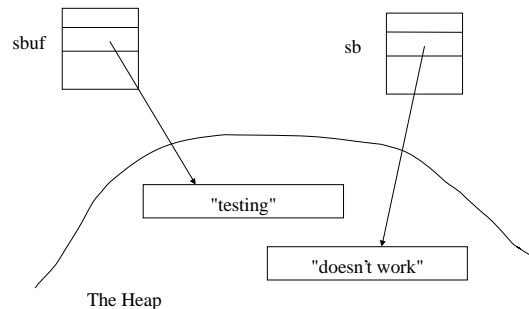 sbuf
sb
"testing"
"doesn't work"
The Heap